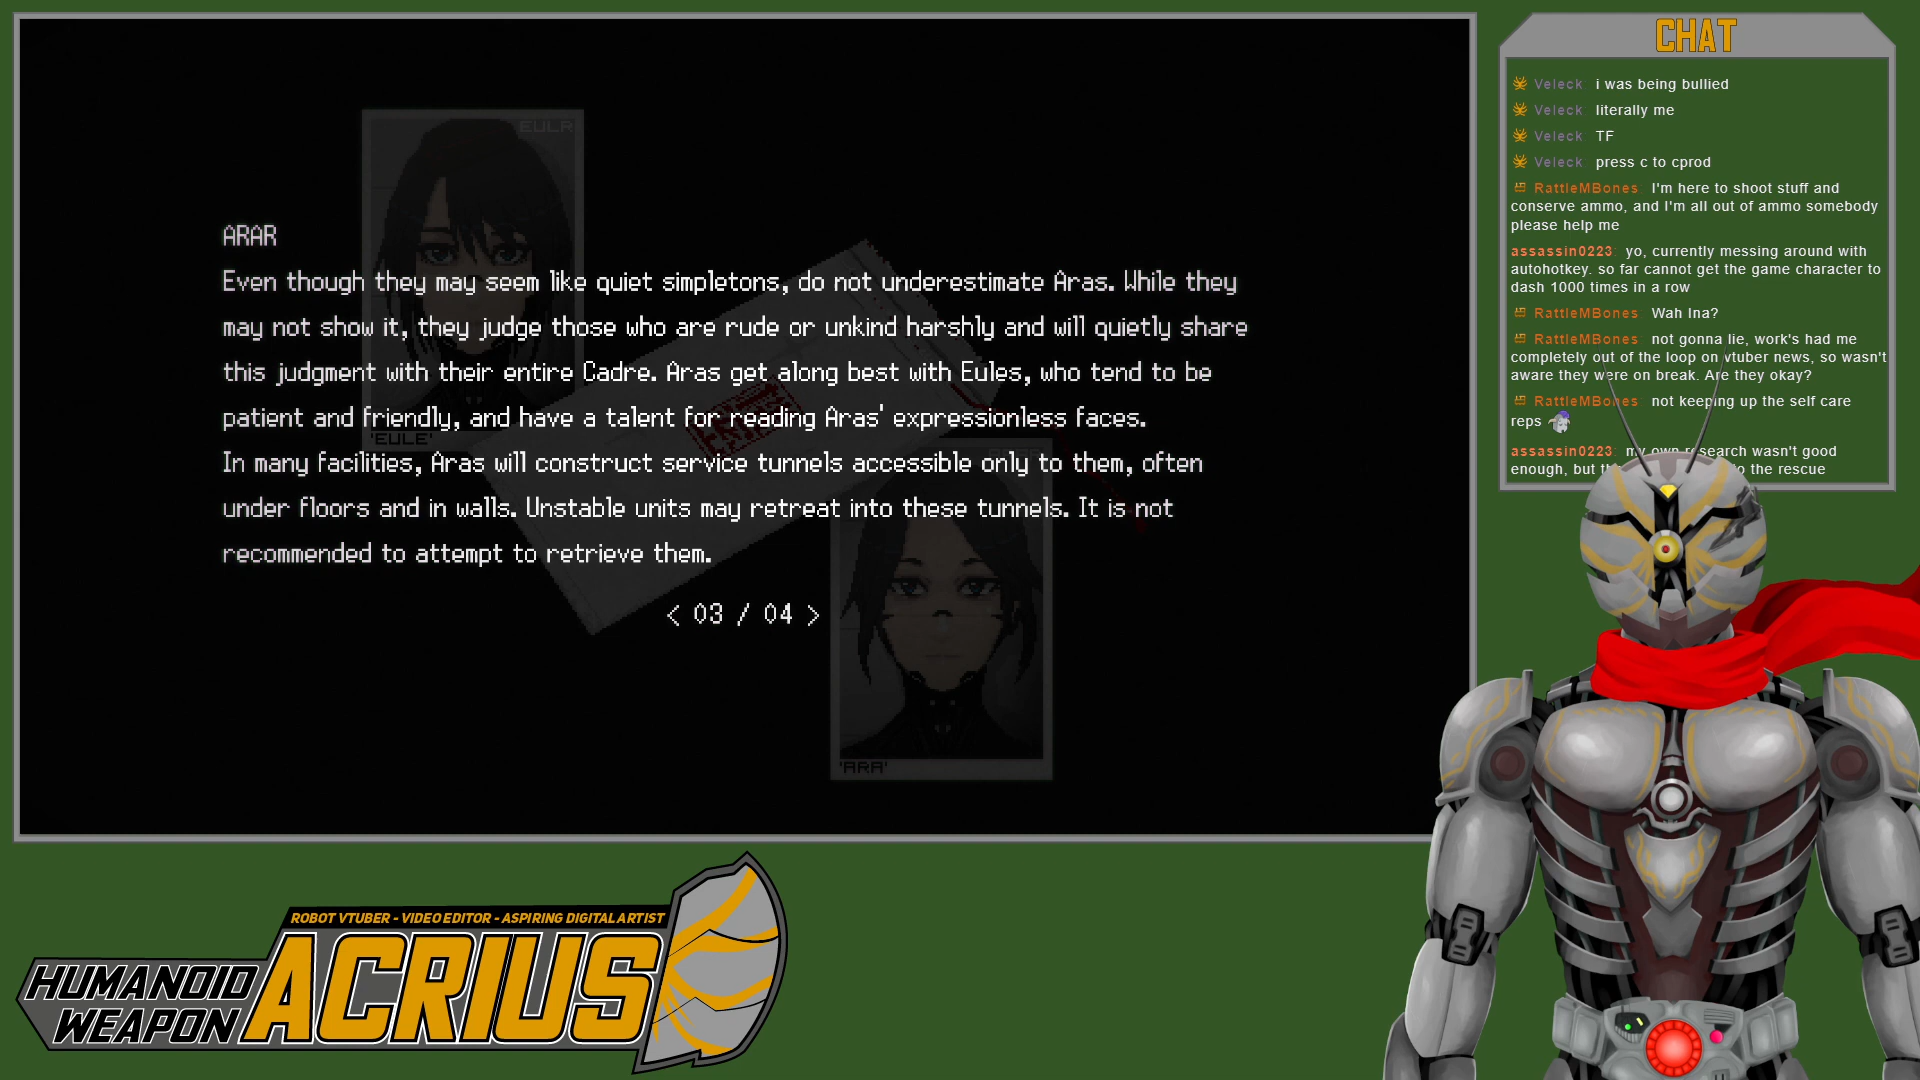 EULR
'EULE'
ARAR
Even though they may seem like quiet simpletons, do not underestimate Aras. While they
may not show it, they judge those who are rude or unkind harshly and will quietly share
this judgment with their entire Cadre. Aras get along best with Eules, who tend to be
patient and friendly, and have a talent for reading Aras' expressionless faces.
In many facilities, Aras will construct service tunnels accessible only to them, often
under floors and in walls. Unstable units may retreat into these tunnels. It is not
recommended to attempt to retrieve them.
< 03 / 04 >
'ARA'
CHAT
Veleck: i was being bullied
Veleck: literally me
Veleck: TF
Veleck: press c to cprod
RattleMBones: I'm here to shoot stuff and
conserve ammo, and I'm all out of ammo somebody
please help me
assassin0223: yo, currently messing around with
autohotkey. so far cannot get the game character to
dash 1000 times in a row
RattleMBones: Wah Ina?
RattleMBones: not gonna lie, work's had me
completely out of the loop on vtuber news, so wasn't
aware they were on break. Are they okay?
RattleMBones: not keeping up the self care
reps
assassin0223: my own research wasn't good
enough, but to the rescue
ROBOT VTUBER - VIDEO EDITOR - ASPIRING DIGITAL ARTIST
HUMANOID
WEAPON
ACRIUS